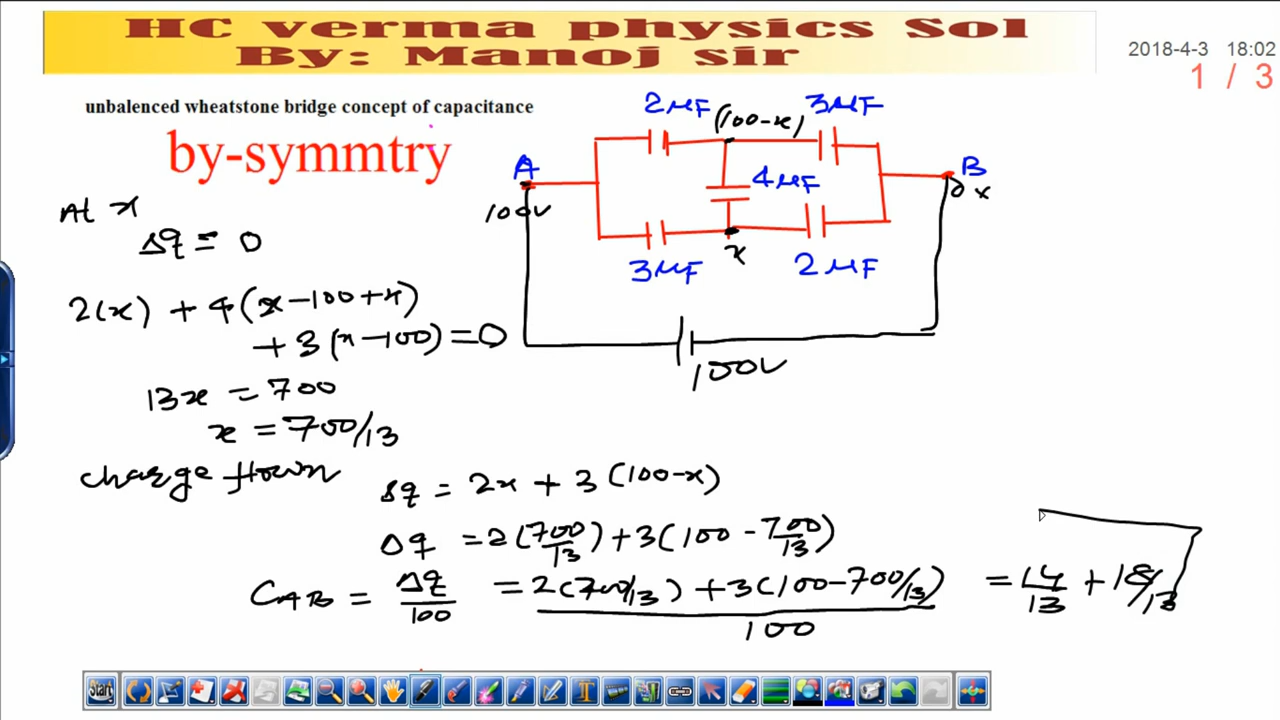 HC verma physics Sol
By: Manoj sir
2018-4-3 18:02
1 / 3
unbalenced wheatstone bridge concept of capacitance
by-symmtry
2μF
(100-x)
3μF
A
4μF
B
100V
0x
x
3μF
2μF
100V
At x
Δq = 0
2(x) + 4(x-100+x)
+ 3(x-100) = 0
13x = 700
x = 700/13
charge flown
Δq = 2x + 3(100-x)
Δq = 2(700/13) + 3(100 - 700/13)
CAB = Δq/100 = 2(700/13) + 3(100-700/13)/100 = 14/13 + 18/13
Start